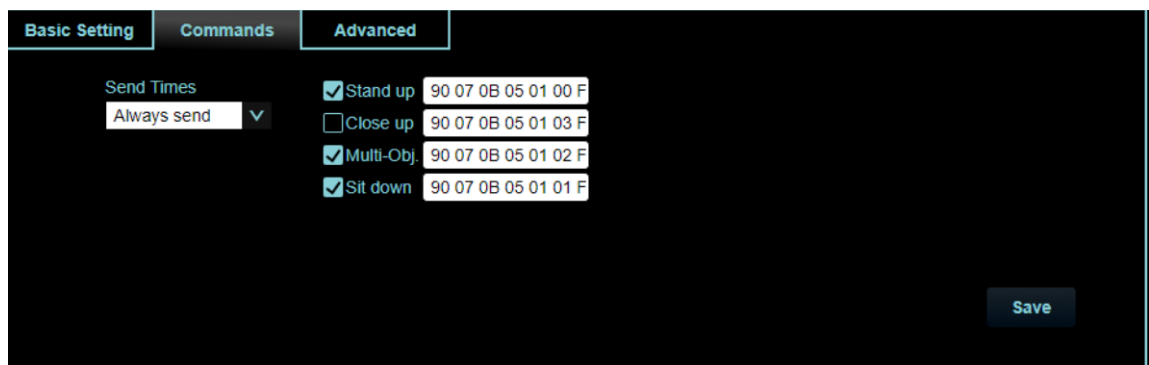 Basic Setting Commands Advanced
Send Times
Always send
Stand up 90 07 0B 05 01 00 F
Close up 90 07 0B 05 01 03 F
Multi-Obj. 90 07 0B 05 01 02 F
Sit down 90 07 0B 05 01 01 F
Save